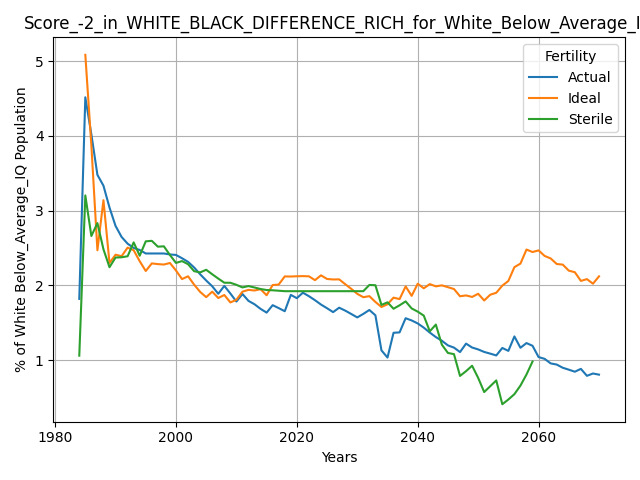 Score_-2_in_WHITE_BLACK_DIFFERENCE_RICH_for_White_Below_Average_I
Fertility
Actual
Ideal
Sterile
% of White Below_Average_IQ Population
5
4
3
2
1
1980
2000
2020
2040
2060
Years